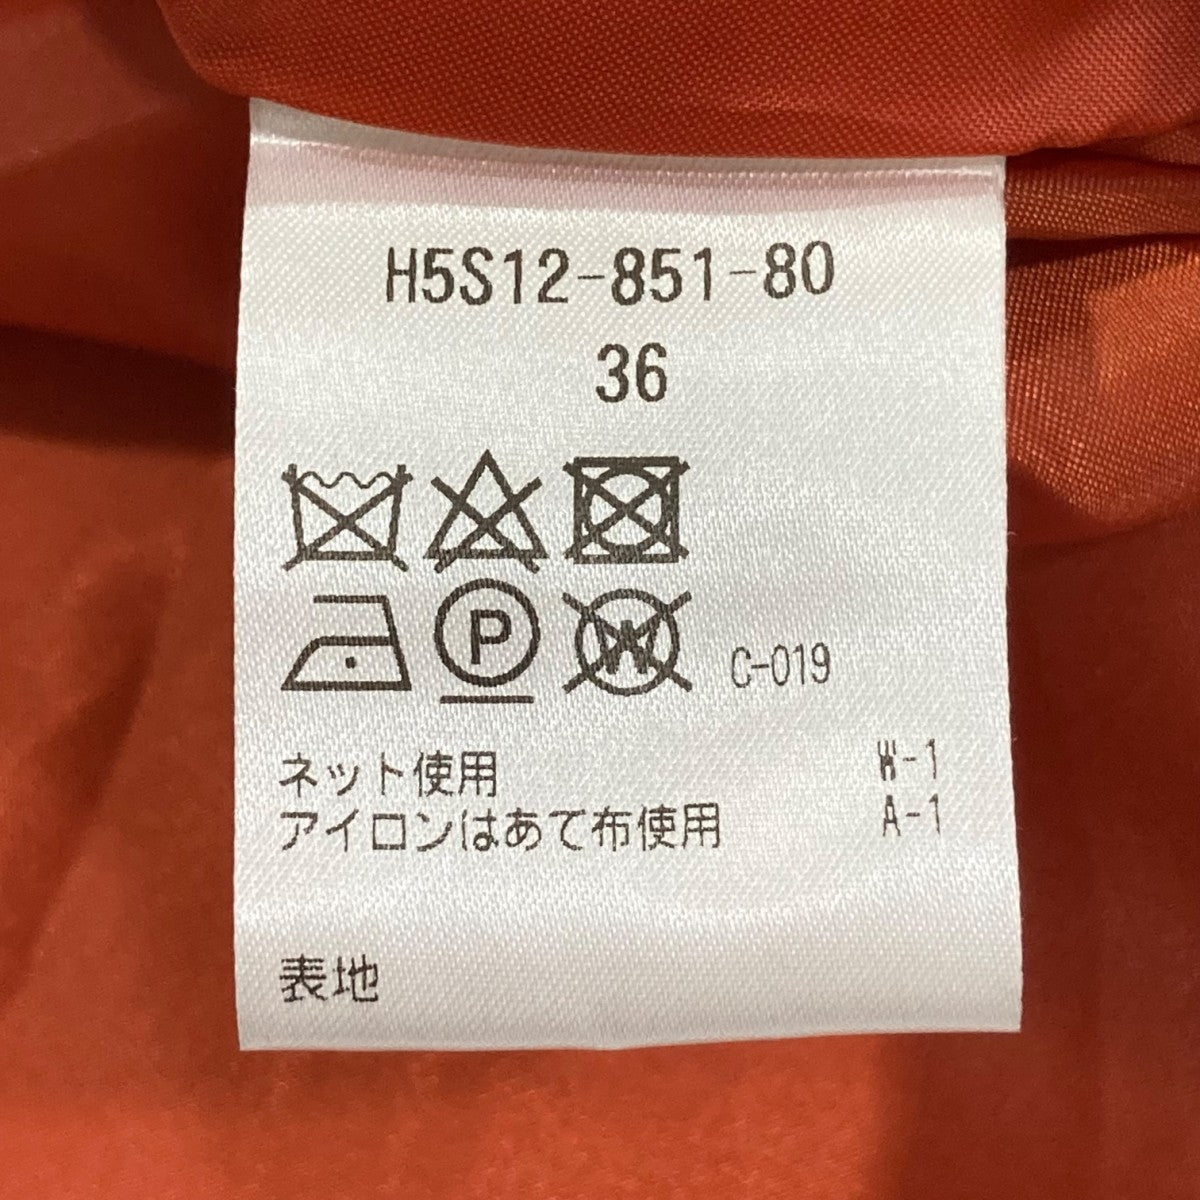 H5S12-851-80
36
P
W
C-019
ネット使用 W-1
アイロンはあて布使用 A-1
表地